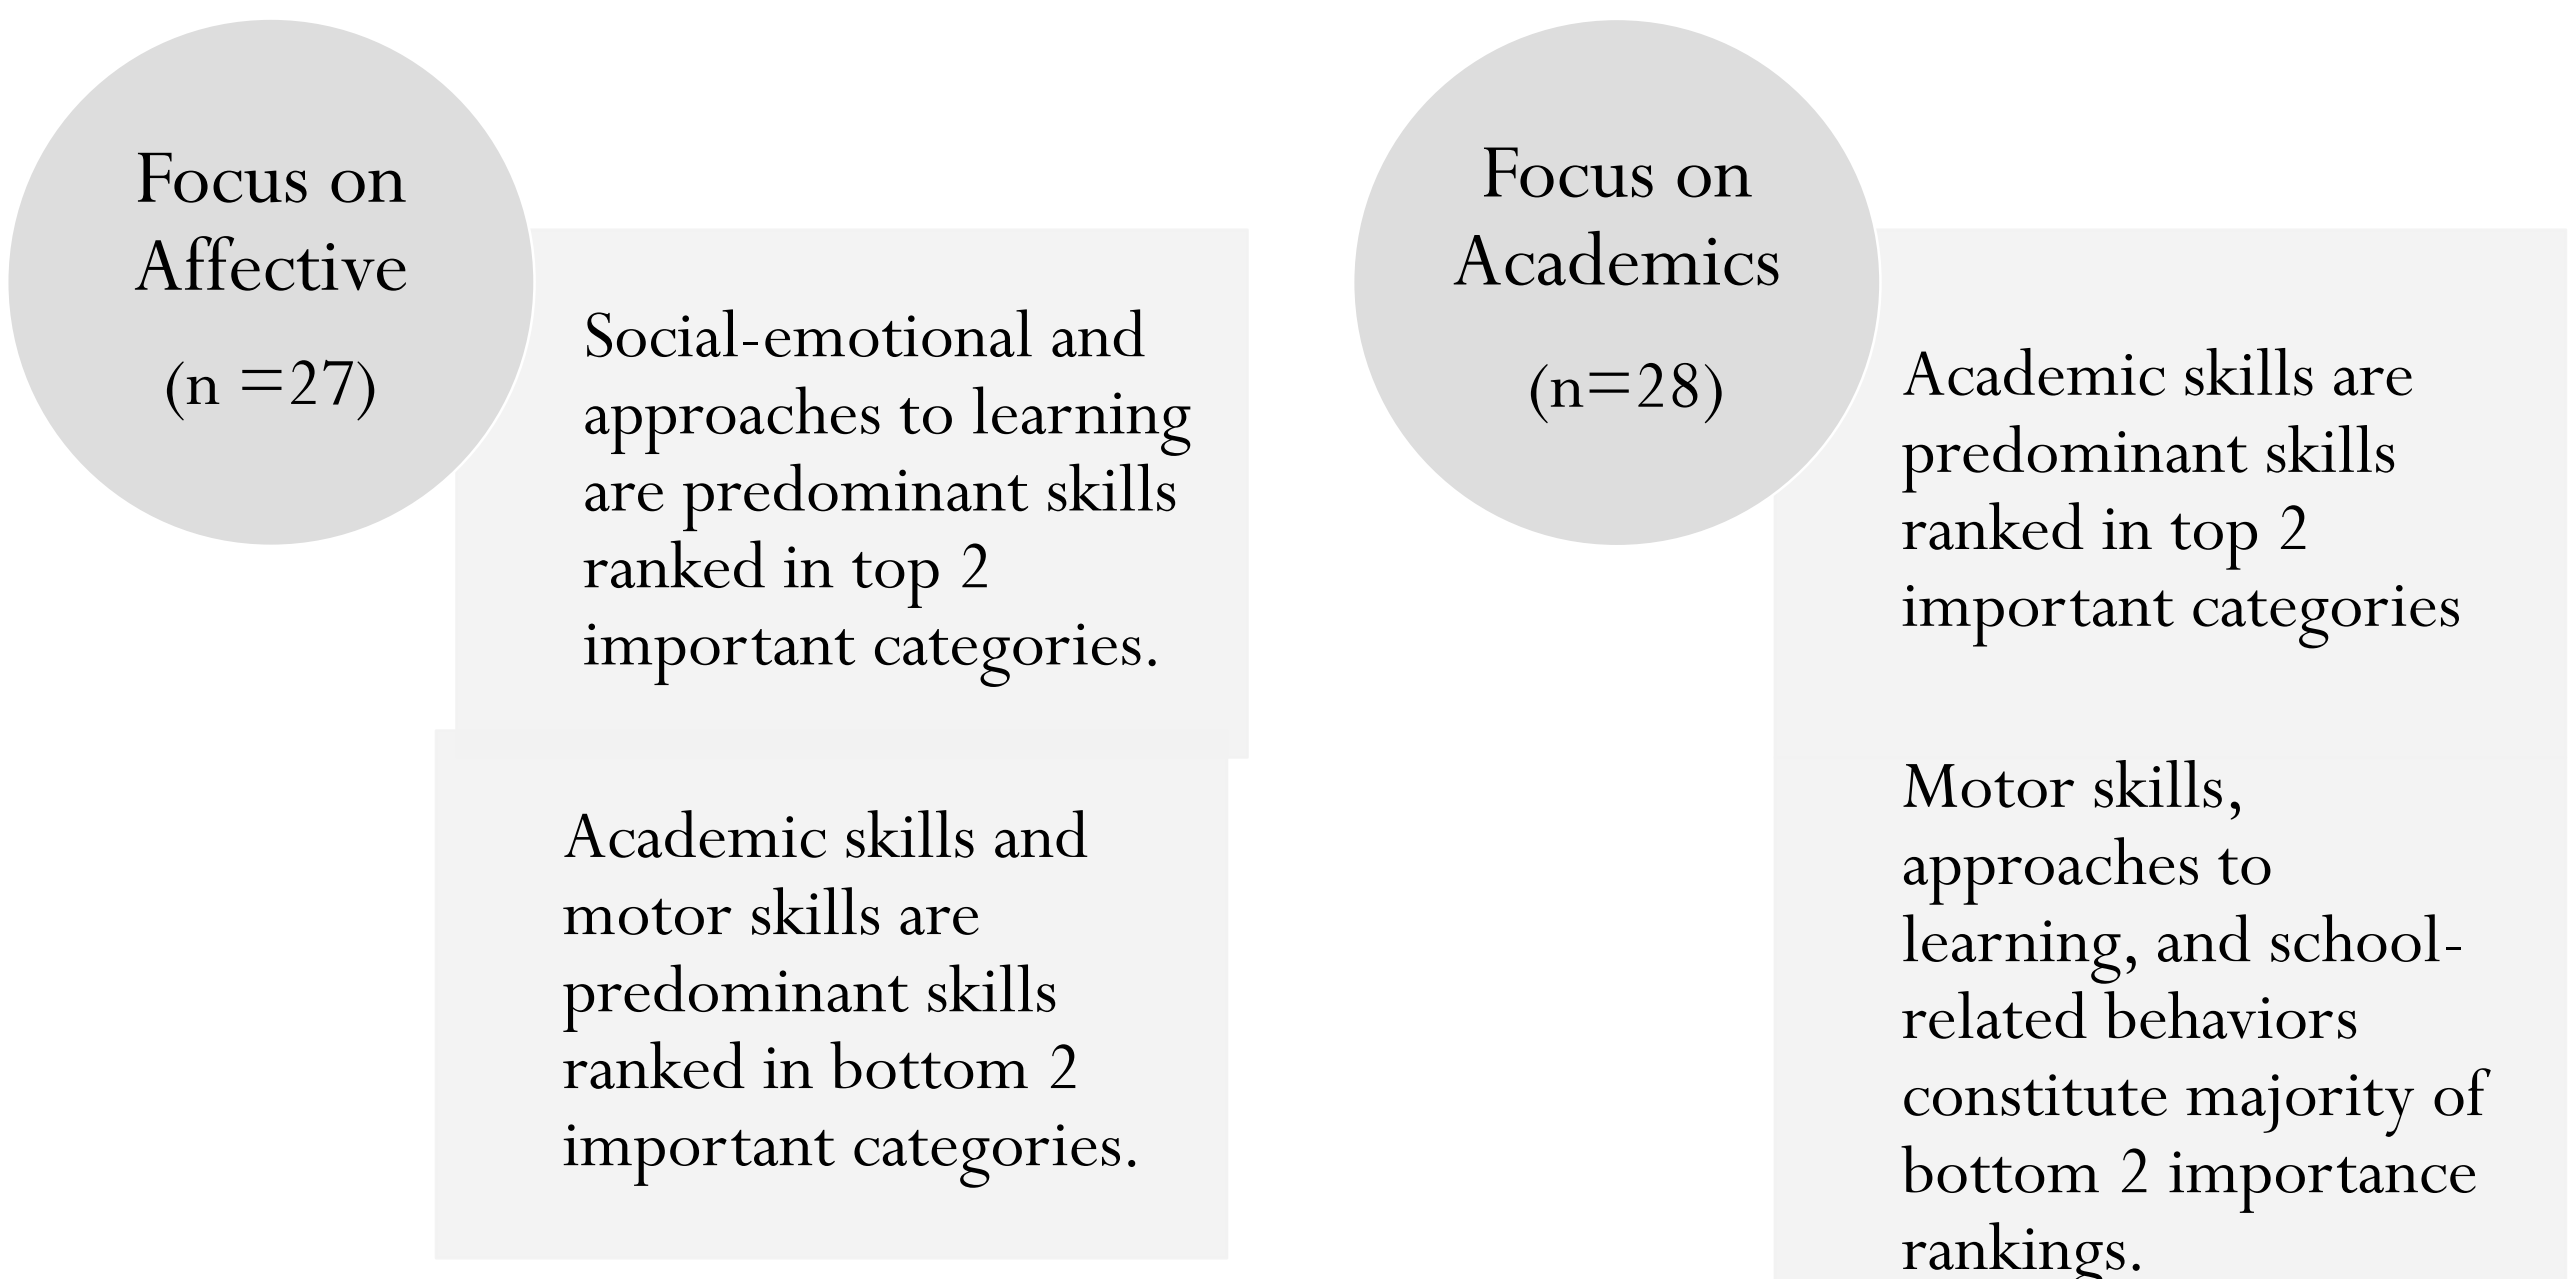 Focus on
Affective
(n =27)
Social-emotional and
approaches to learning
are predominant skills
ranked in top 2
important categories.
Academic skills and
motor skills are
predominant skills
ranked in bottom 2
important categories.
Focus on
Academics
(n=28)
Academic skills are
predominant skills
ranked in top 2
important categories
Motor skills,
approaches to
learning, and school-
related behaviors
constitute majority of
bottom 2 importance
rankings.